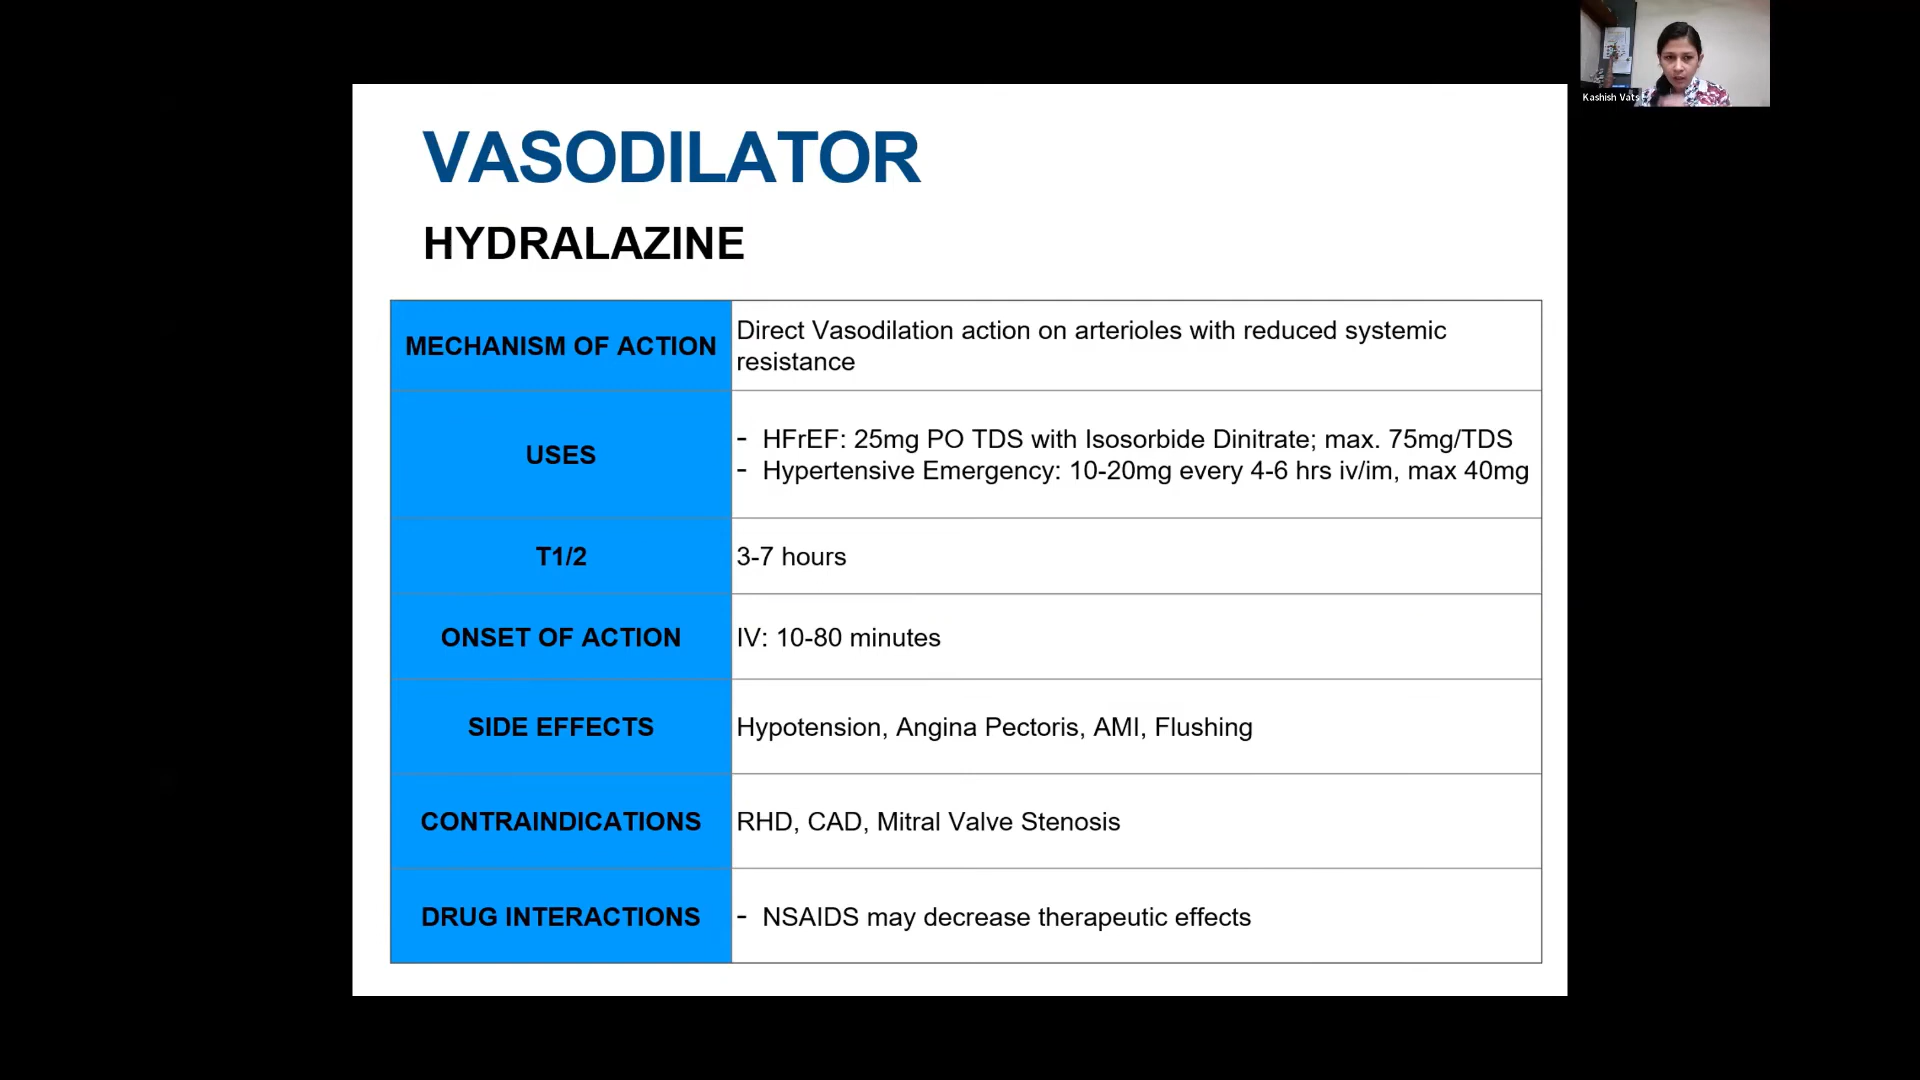 Kashish Vats
VASODILATOR
HYDRALAZINE
MECHANISM OF ACTION
Direct Vasodilation action on arterioles with reduced systemic
resistance
USES
- HFrEF: 25mg PO TDS with Isosorbide Dinitrate; max. 75mg/TDS
- Hypertensive Emergency: 10-20mg every 4-6 hrs iv/im, max 40mg
T1/2
3-7 hours
ONSET OF ACTION
IV: 10-80 minutes
SIDE EFFECTS
Hypotension, Angina Pectoris, AMI, Flushing
CONTRAINDICATIONS
RHD, CAD, Mitral Valve Stenosis
DRUG INTERACTIONS
- NSAIDS may decrease therapeutic effects